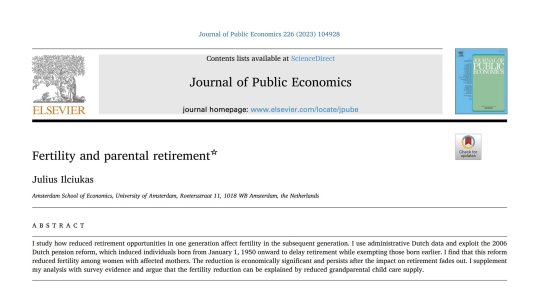 Journal of Public Economics 226 (2023) 104928
Contents lists available at ScienceDirect
Journal of Public Economics
journal homepage: www.elsevier.com/locate/jpube
ELSEVIER
JOURNAL OF
PUBLIC
ECONOMICS
Check for
updates
Fertility and parental retirement☆
Julius Ilciukas
Amsterdam School of Economics, University of Amsterdam, Roetersstraat 11, 1018 WB Amsterdam, the Netherlands
ABSTRACT
I study how reduced retirement opportunities in one generation affect fertility in the subsequent generation. I use administrative Dutch data and exploit the 2006
Dutch pension reform, which induced individuals born from January 1, 1950 onward to delay retirement while exempting those born earlier. I find that this reform
reduced fertility among women with affected mothers. The reduction is economically significant and persists after the impact on retirement fades out. I supplement
my analysis with survey evidence and argue that the fertility reduction can be explained by reduced grandparental child care supply.